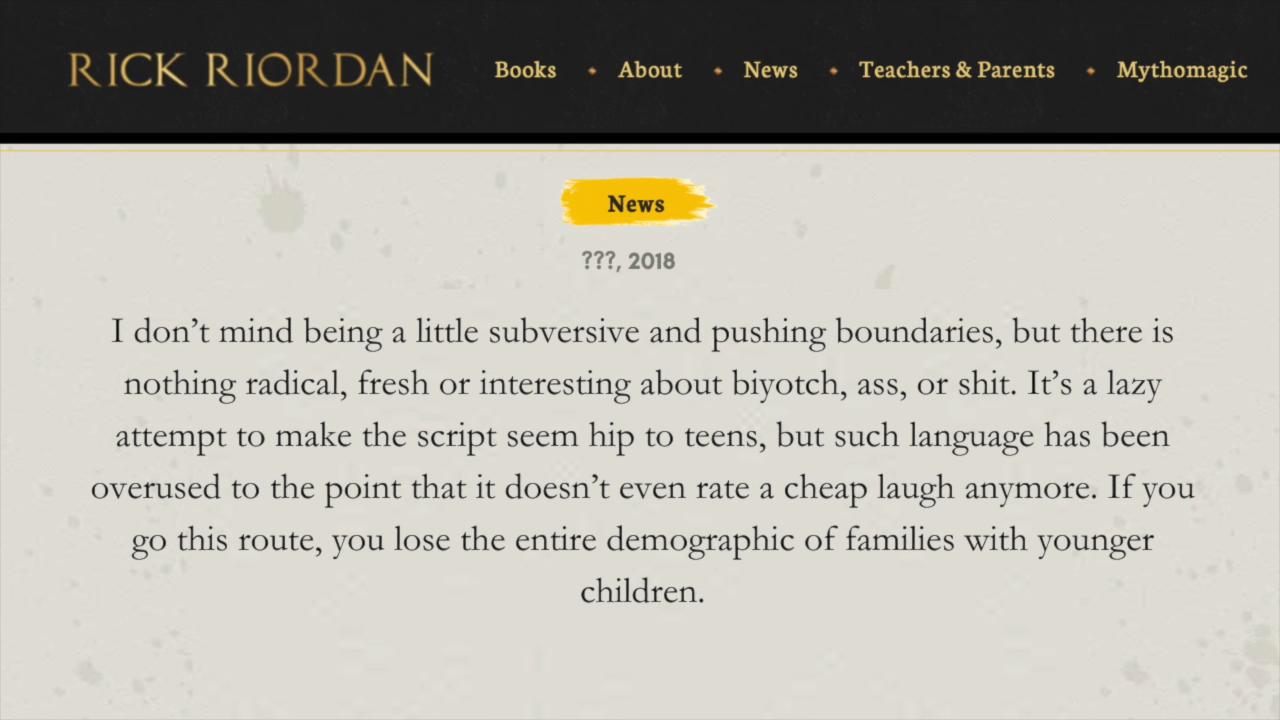 RICK RIORDAN Books About News Teachers & Parents Mythomagic
News
???, 2018
I don’t mind being a little subversive and pushing boundaries, but there is
nothing radical, fresh or interesting about biyotch, ass, or shit. It’s a lazy
attempt to make the script seem hip to teens, but such language has been
overused to the point that it doesn’t even rate a cheap laugh anymore. If you
go this route, you lose the entire demographic of families with younger
children.